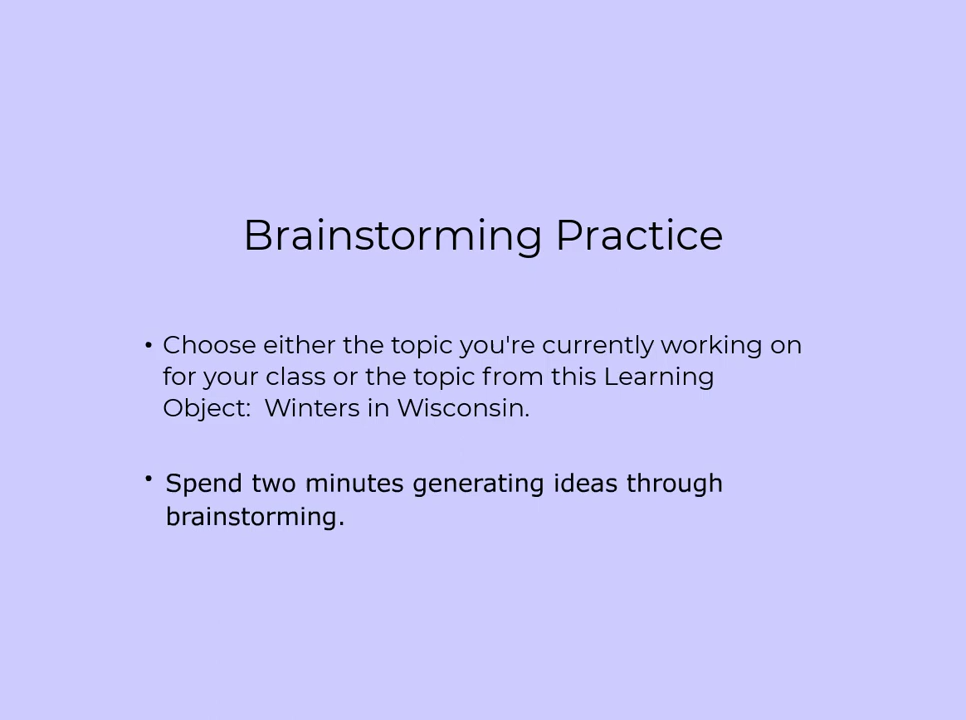 Brainstorming Practice
• Choose either the topic you're currently working on
for your class or the topic from this Learning
Object:  Winters in Wisconsin.
• Spend two minutes generating ideas through
brainstorming.